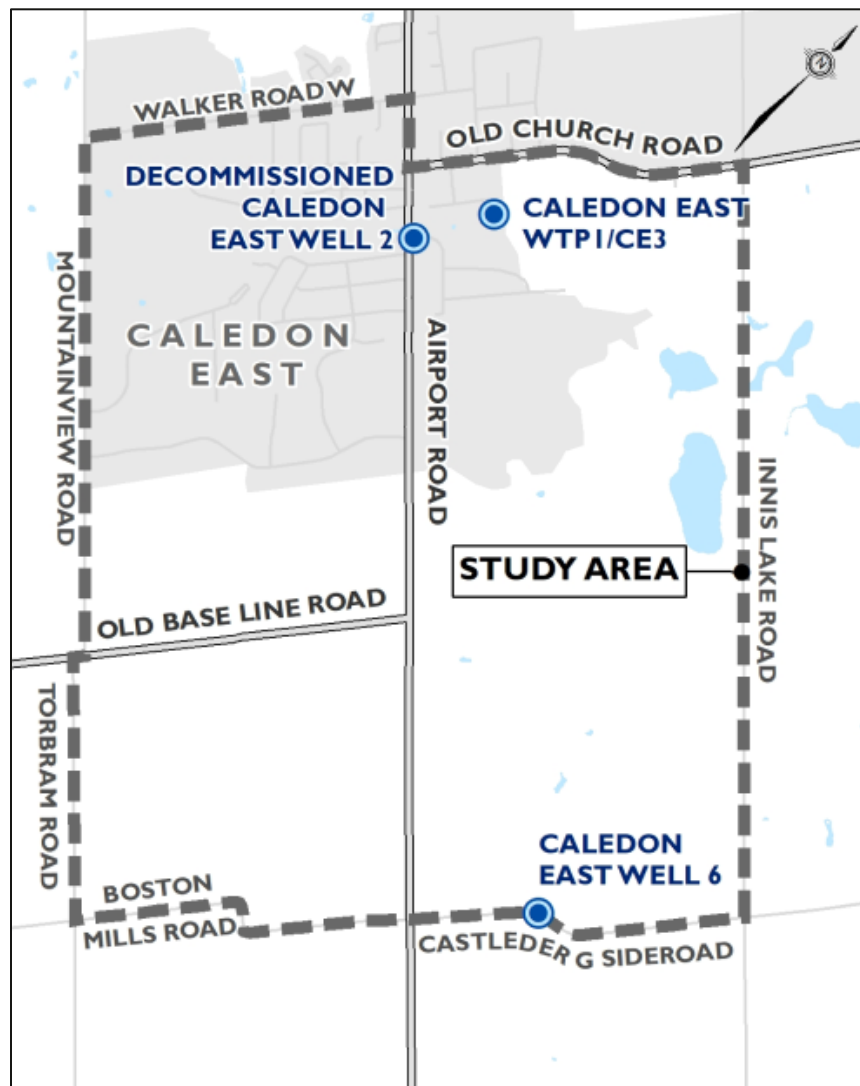 N
WALKER ROAD W
OLD CHURCH ROAD
DECOMMISSIONED
CALEDON
EAST WELL 2
CALEDON EAST
WTP1/CE3
MOUNTAINVIEW ROAD
CALEDON
EAST
AIRPORT ROAD
INNIS LAKE ROAD
STUDY AREA
OLD BASE LINE ROAD
TORBRAM ROAD
CALEDON
EAST WELL 6
BOSTON
MILLS ROAD
CASTLEDERG SIDEROAD